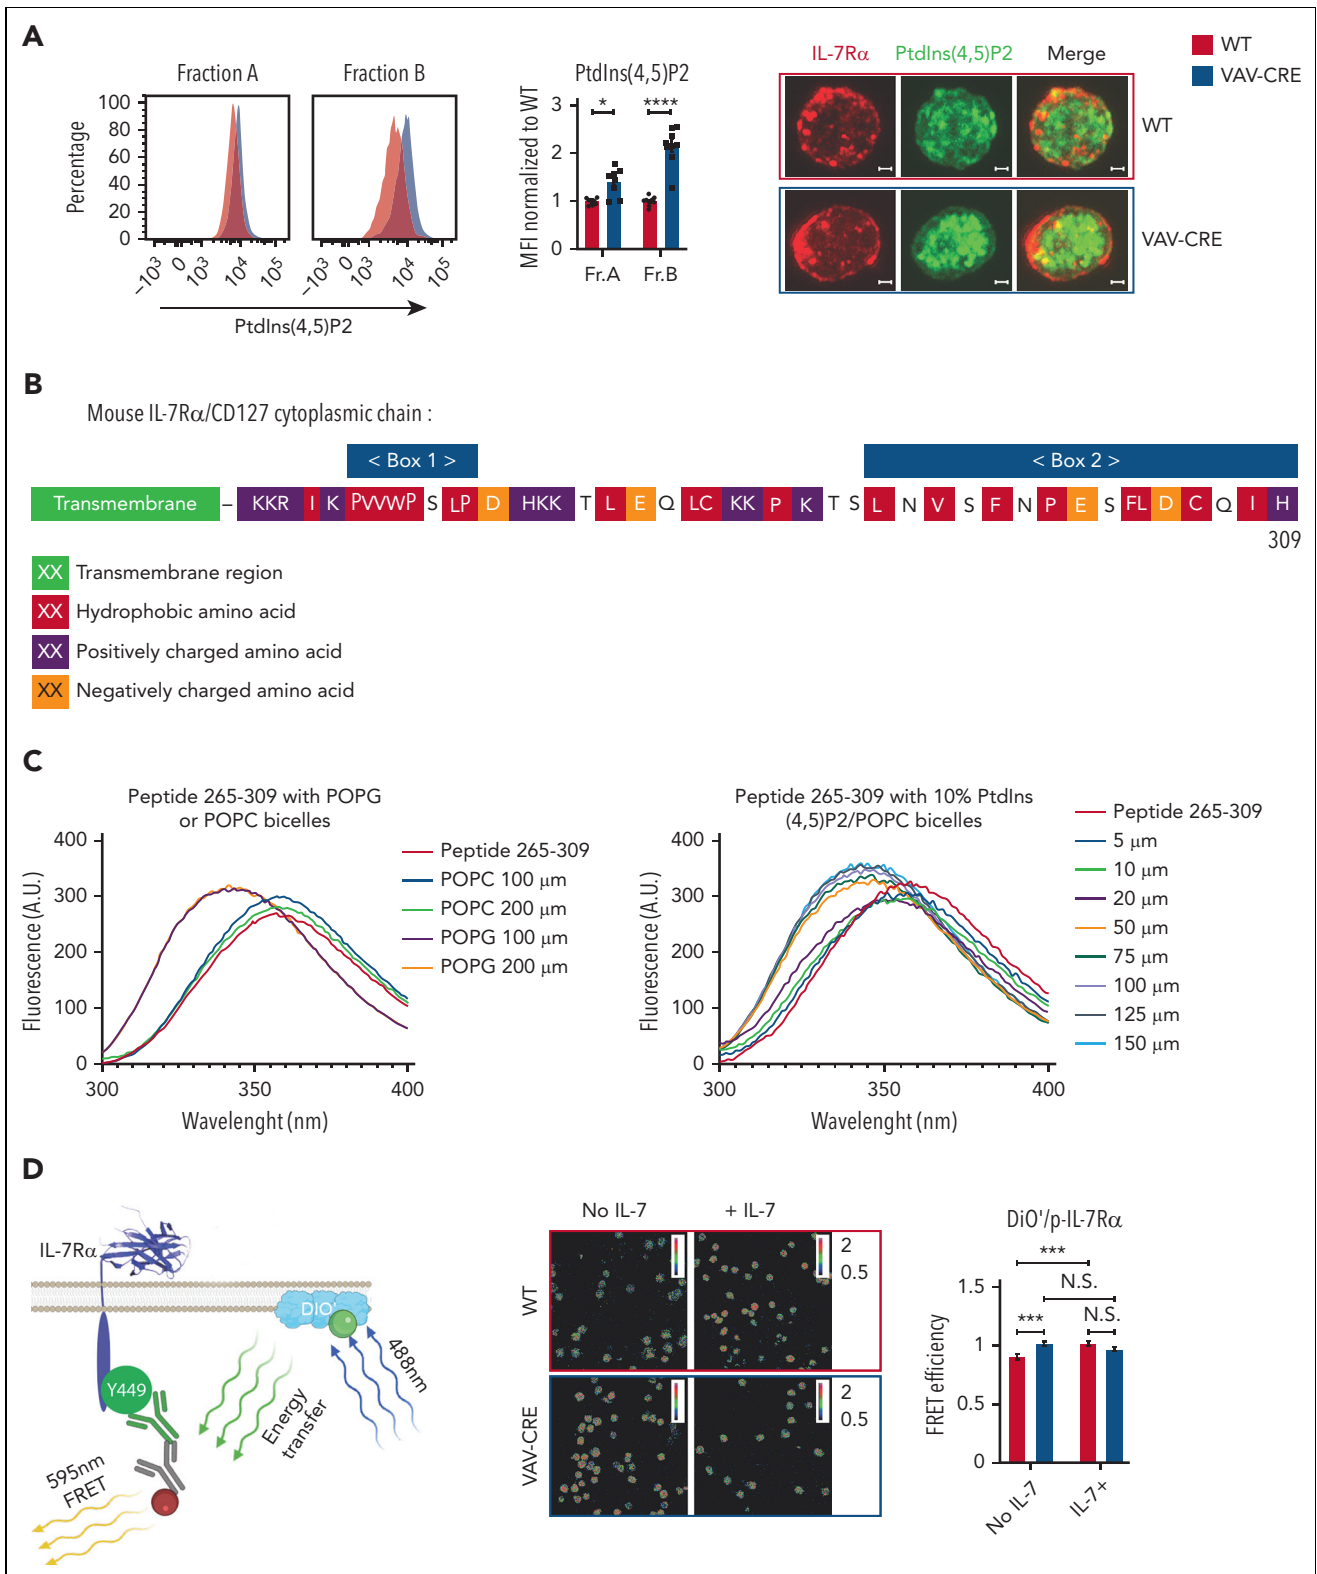 A
Fraction A
Fraction B
Percentage
100
80
60
40
20
0
–10³ 0 10³ 10⁴ 10⁵
–10³ 0 10³ 10⁴ 10⁵
PtdIns(4,5)P2
PtdIns(4,5)P2
MFI normalized to WT
3
2
1
0
*
****
Fr.A Fr.B
IL-7Rα PtdIns(4,5)P2 Merge
WT
VAV-CRE
WT
VAV-CRE
B
Mouse IL-7Rα/CD127 cytoplasmic chain :
< Box 1 > < Box 2 >
Transmembrane – KKR I K PVVWP S LP D HKK T L E Q LC KK P K T S L N V S F N P E S FL D C Q I H
309
XX Transmembrane region
XX Hydrophobic amino acid
XX Positively charged amino acid
XX Negatively charged amino acid
C
Peptide 265-309 with POPG
or POPC bicelles
Fluorescence (A.U.)
400
300
200
100
0
300 350 400
Wavelenght (nm)
Peptide 265-309
POPC 100 μm
POPC 200 μm
POPG 100 μm
POPG 200 μm
Peptide 265-309 with 10% PtdIns
(4,5)P2/POPC bicelles
Fluorescence (A.U.)
400
300
200
100
0
300 350 400
Wavelenght (nm)
Peptide 265-309
5 μm
10 μm
20 μm
50 μm
75 μm
100 μm
125 μm
150 μm
D
IL-7Rα
DIO'
Y449
488nm
Energy
transfer
595nm
FRET
No IL-7 + IL-7
WT
2
0.5
VAV-CRE
2
0.5
DiO'/p-IL-7Rα
FRET efficiency
1.5
1
0.5
0
***
N.S.
***
N.S.
No IL-7 IL-7+